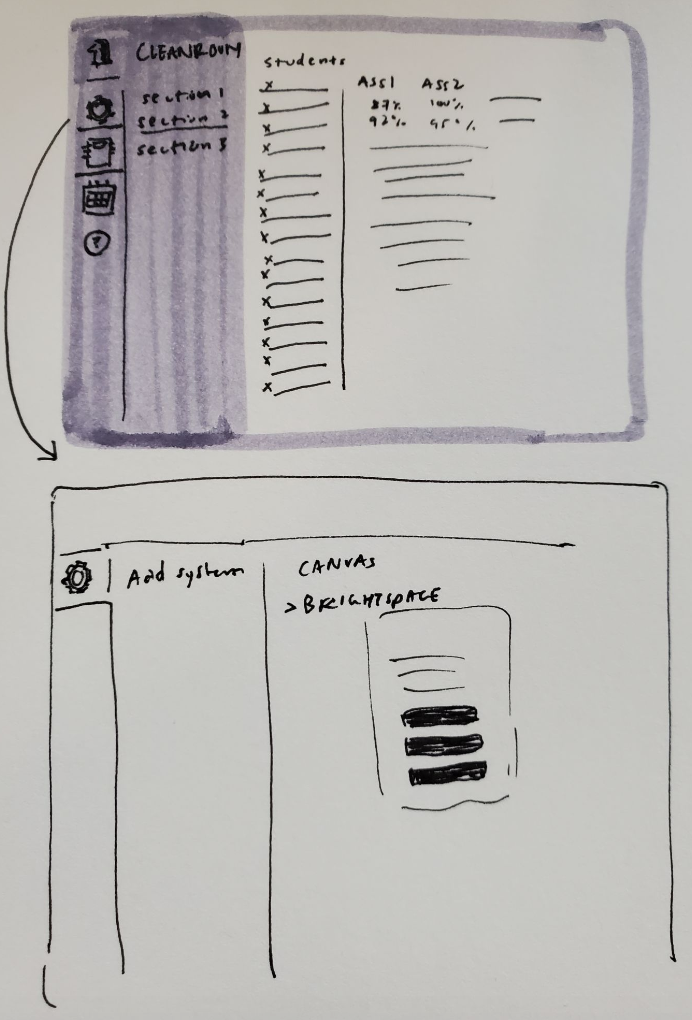 CLEANROOM
section 1
section 2
section 3
students
ASS1 ASS2
87% 100%
92% 95%
?
Add system
CANVAS
> BRIGHTSPACE